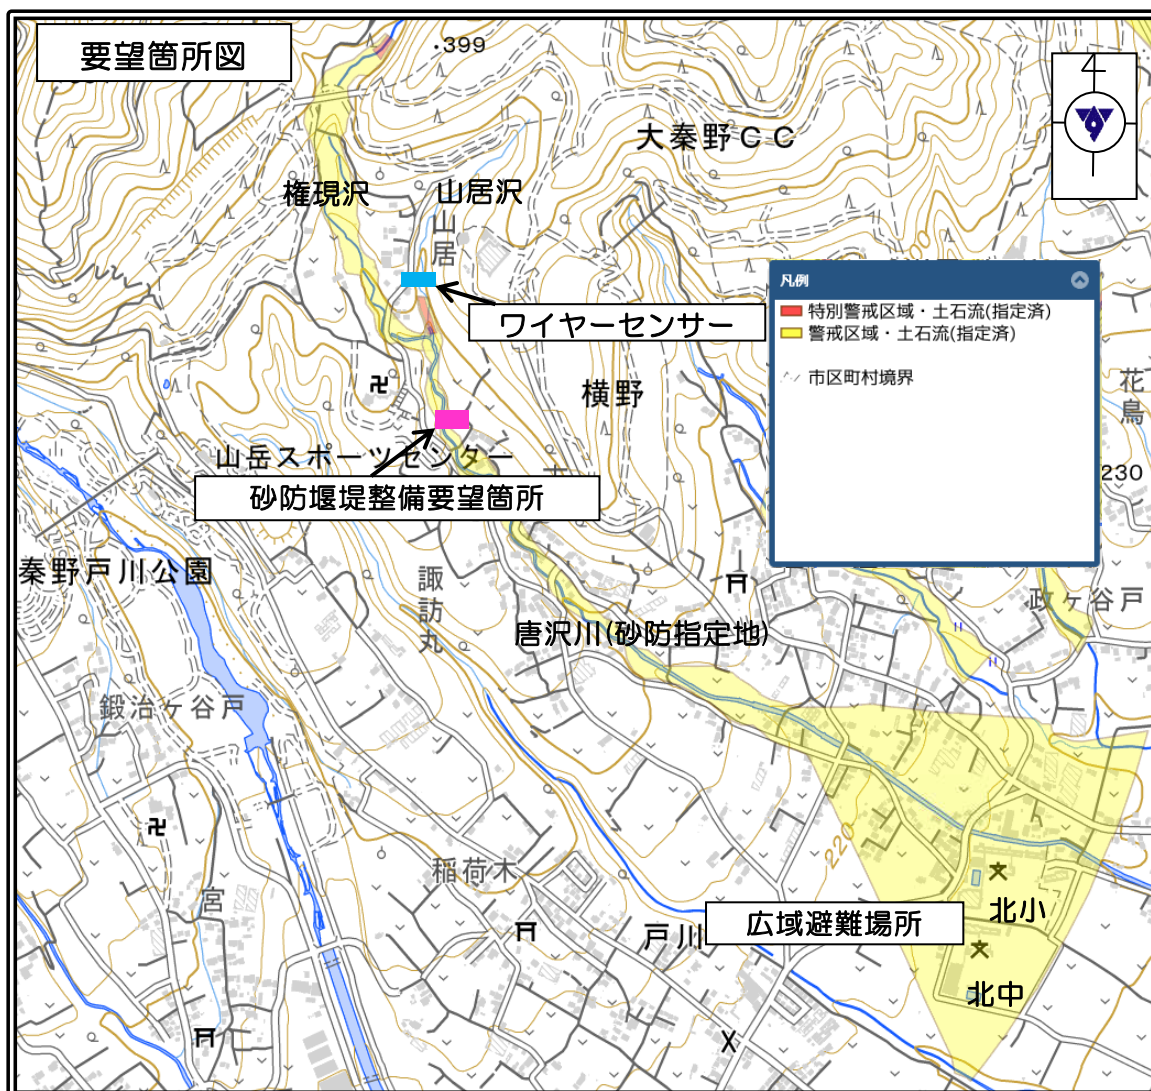 要望箇所図
・399
4
大秦野CC
権現沢
山居沢
山居
凡例
特別警戒区域・土石流(指定済)
警戒区域・土石流(指定済)
市区町村境界
ワイヤーセンサー
横野
花鳥
山岳スポーツセンター
230
砂防堰堤整備要望箇所
秦野戸川公園
諏訪丸
政ヶ谷戸
唐沢川(砂防指定地)
鍛冶ヶ谷戸
220
稲荷木
宮
文
北小
広域避難場所
戸川
文
北中